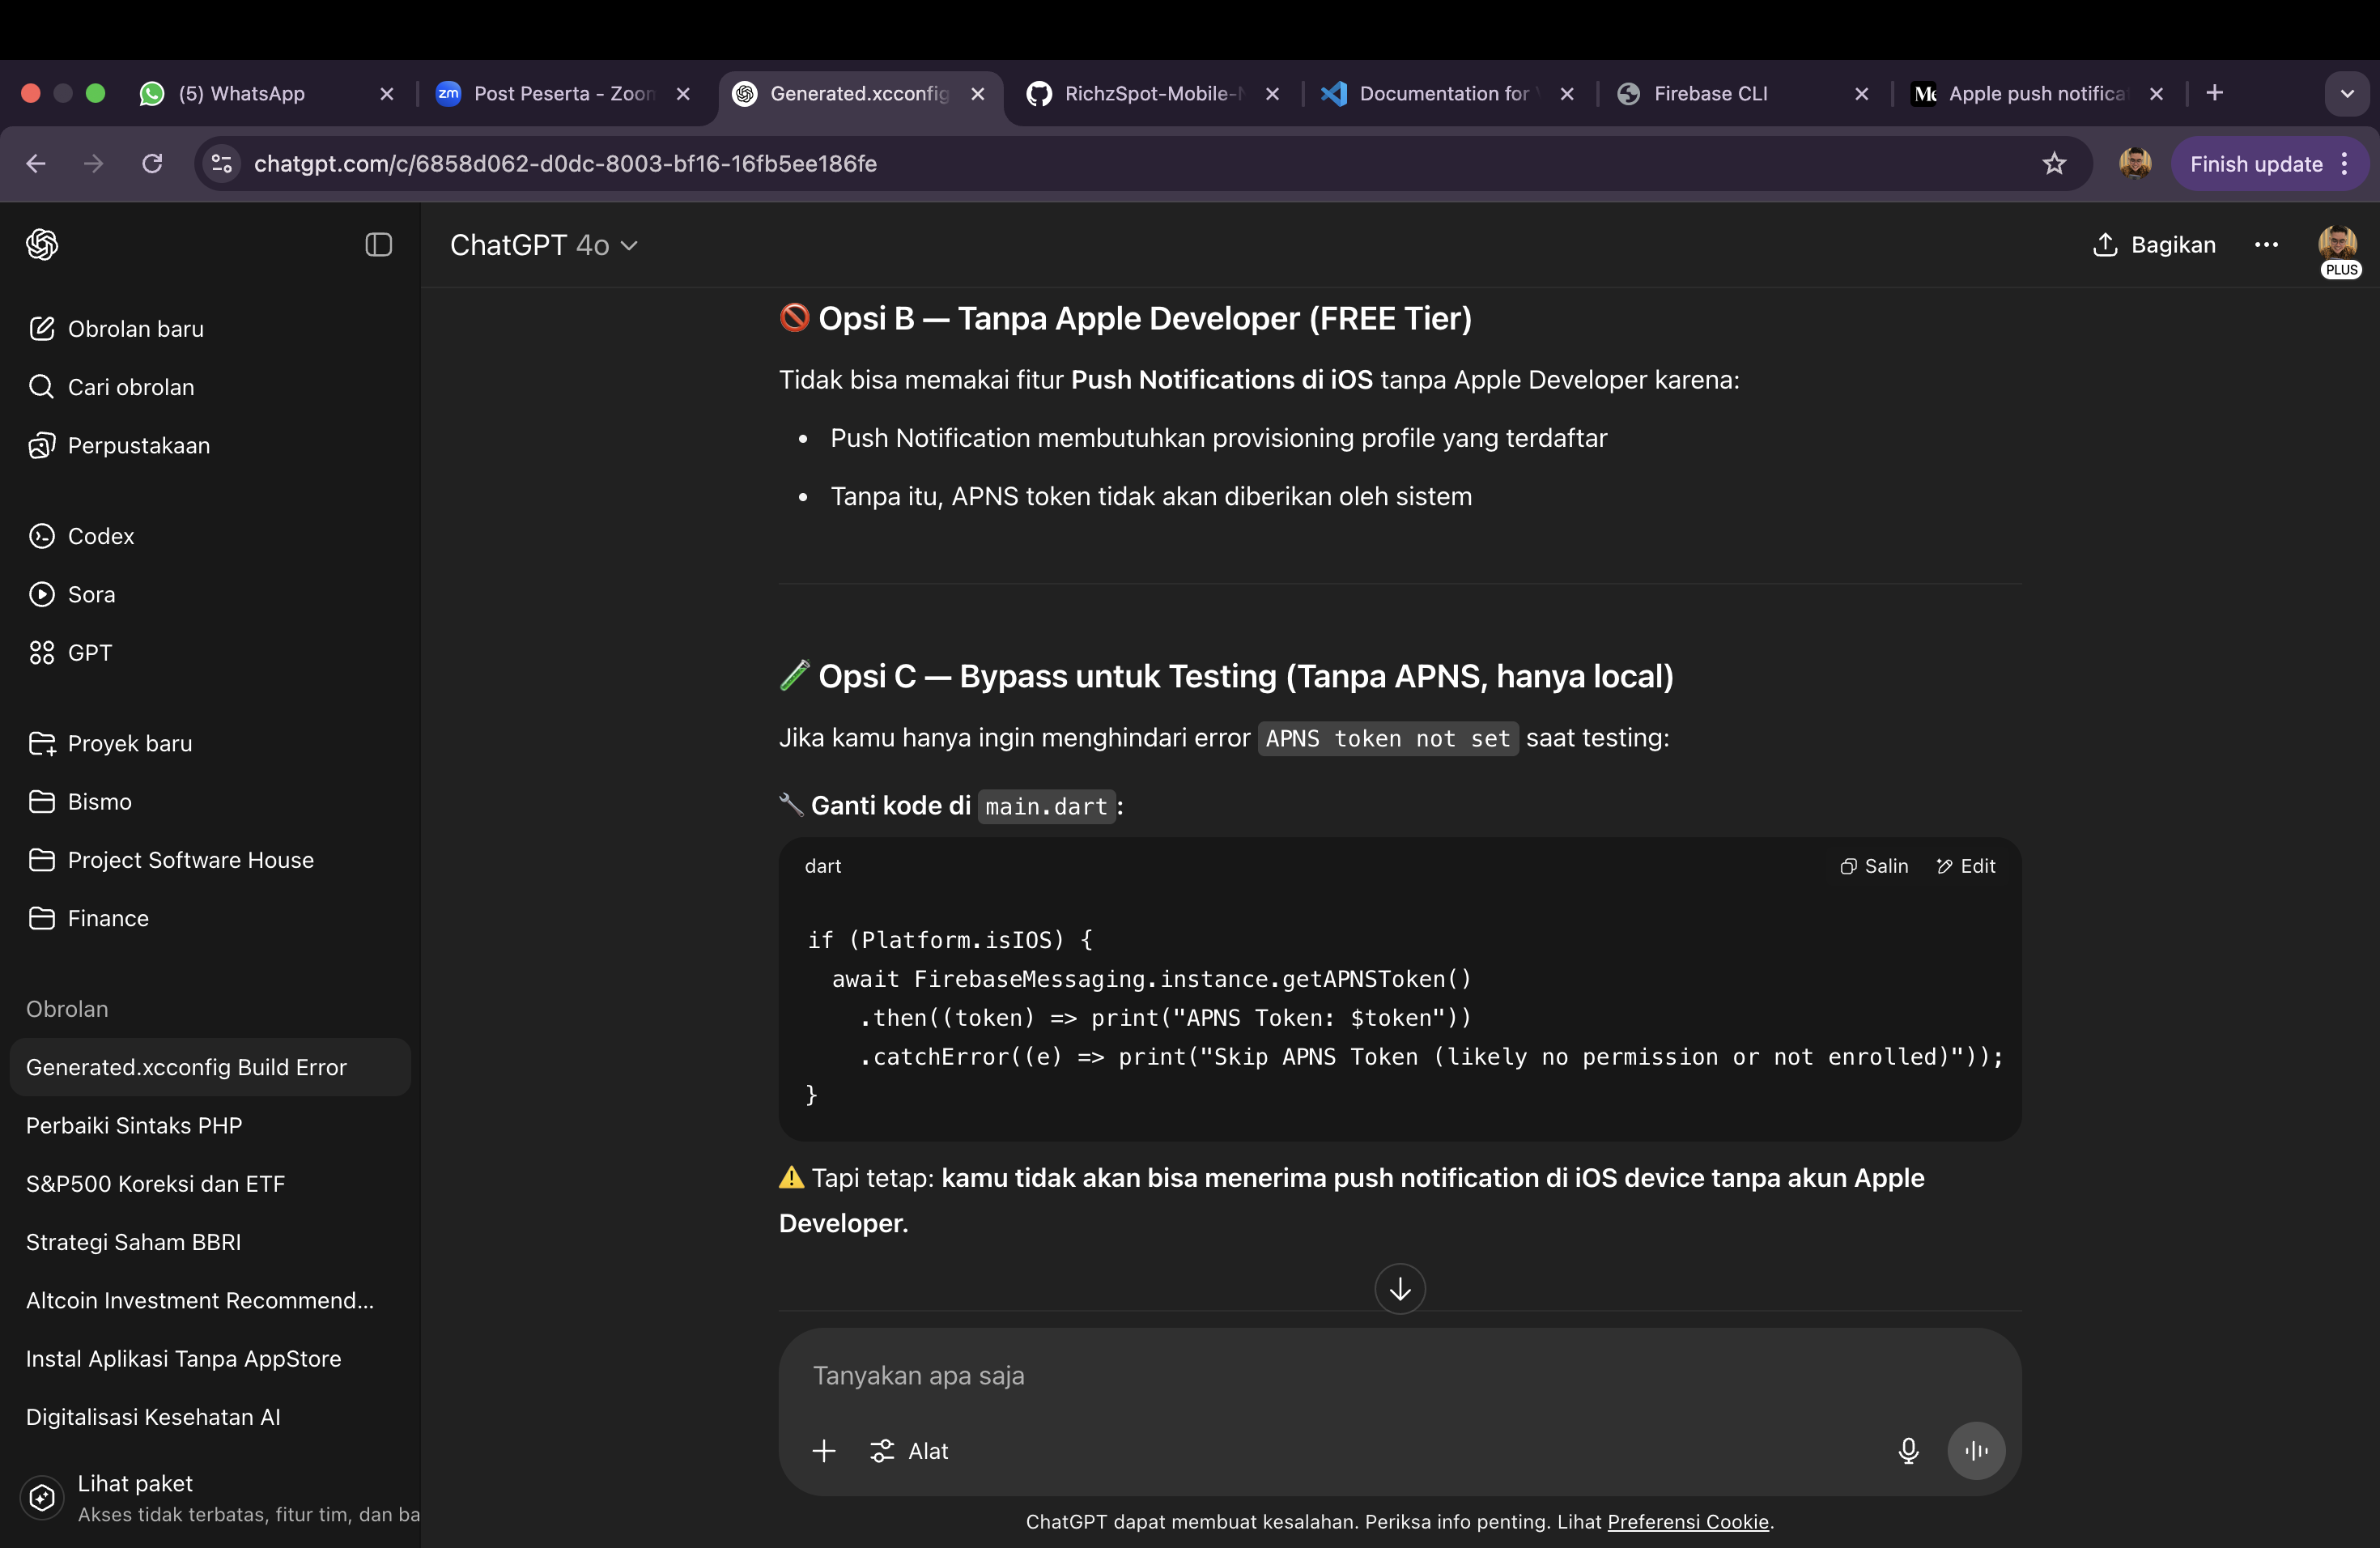 (5) WhatsApp
Post Peserta - Zoom
Generated.xcconfig
RichzSpot-Mobile-
Documentation for
Firebase CLI
Apple push notifica
chatgpt.com/c/6858d062-d0dc-8003-bf16-16fb5ee186fe
Finish update
ChatGPT 4o
Bagikan
PLUS
Obrolan baru
Cari obrolan
Perpustakaan
Codex
Sora
GPT
Proyek baru
Bismo
Project Software House
Finance
Obrolan
Generated.xcconfig Build Error
Perbaiki Sintaks PHP
S&P500 Koreksi dan ETF
Strategi Saham BBRI
Altcoin Investment Recommend...
Instal Aplikasi Tanpa AppStore
Digitalisasi Kesehatan AI
Lihat paket
Akses tidak terbatas, fitur tim, dan ba
Opsi B — Tanpa Apple Developer (FREE Tier)
Tidak bisa memakai fitur Push Notifications di iOS tanpa Apple Developer karena:
• Push Notification membutuhkan provisioning profile yang terdaftar
• Tanpa itu, APNS token tidak akan diberikan oleh sistem
Opsi C — Bypass untuk Testing (Tanpa APNS, hanya local)
Jika kamu hanya ingin menghindari error APNS token not set saat testing:
Ganti kode di main.dart:
dart
Salin
Edit
if (Platform.isIOS) {
  await FirebaseMessaging.instance.getAPNSToken()
    .then((token) => print("APNS Token: $token"))
    .catchError((e) => print("Skip APNS Token (likely no permission or not enrolled)"));
}
⚠️ Tapi tetap: kamu tidak akan bisa menerima push notification di iOS device tanpa akun Apple
Developer.
Tanyakan apa saja
Alat
ChatGPT dapat membuat kesalahan. Periksa info penting. Lihat Preferensi Cookie.